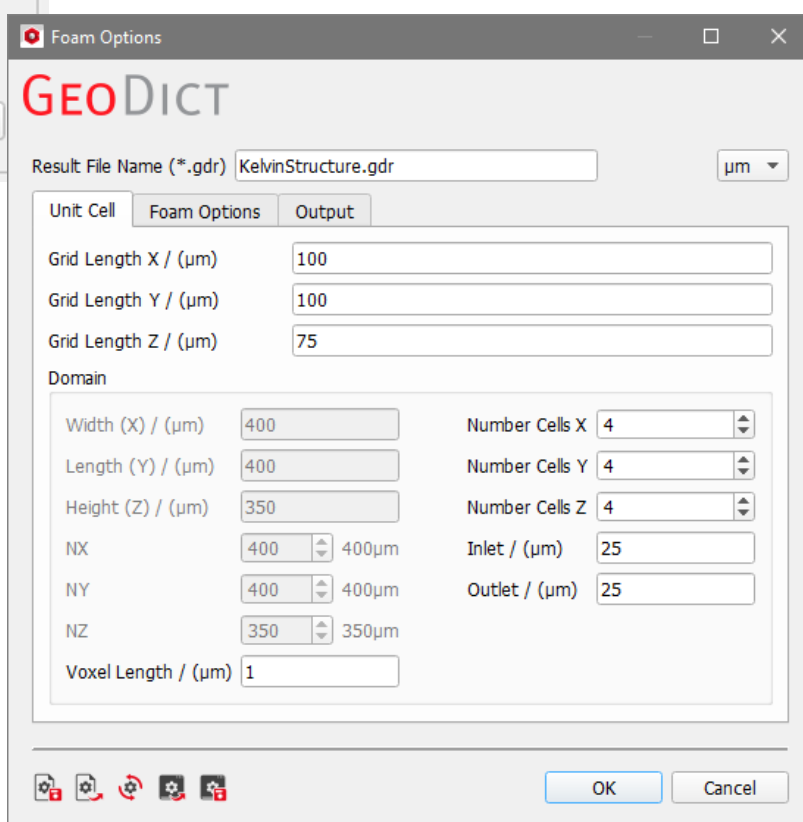 Foam Options
GEODICT
Result File Name (*.gdr) KelvinStructure.gdr µm
Unit Cell Foam Options Output
Grid Length X / (µm) 100
Grid Length Y / (µm) 100
Grid Length Z / (µm) 75
Domain
Width (X) / (µm) 400 Number Cells X 4
Length (Y) / (µm) 400 Number Cells Y 4
Height (Z) / (µm) 350 Number Cells Z 4
NX 400 400µm Inlet / (µm) 25
NY 400 400µm Outlet / (µm) 25
NZ 350 350µm
Voxel Length / (µm) 1
OK Cancel